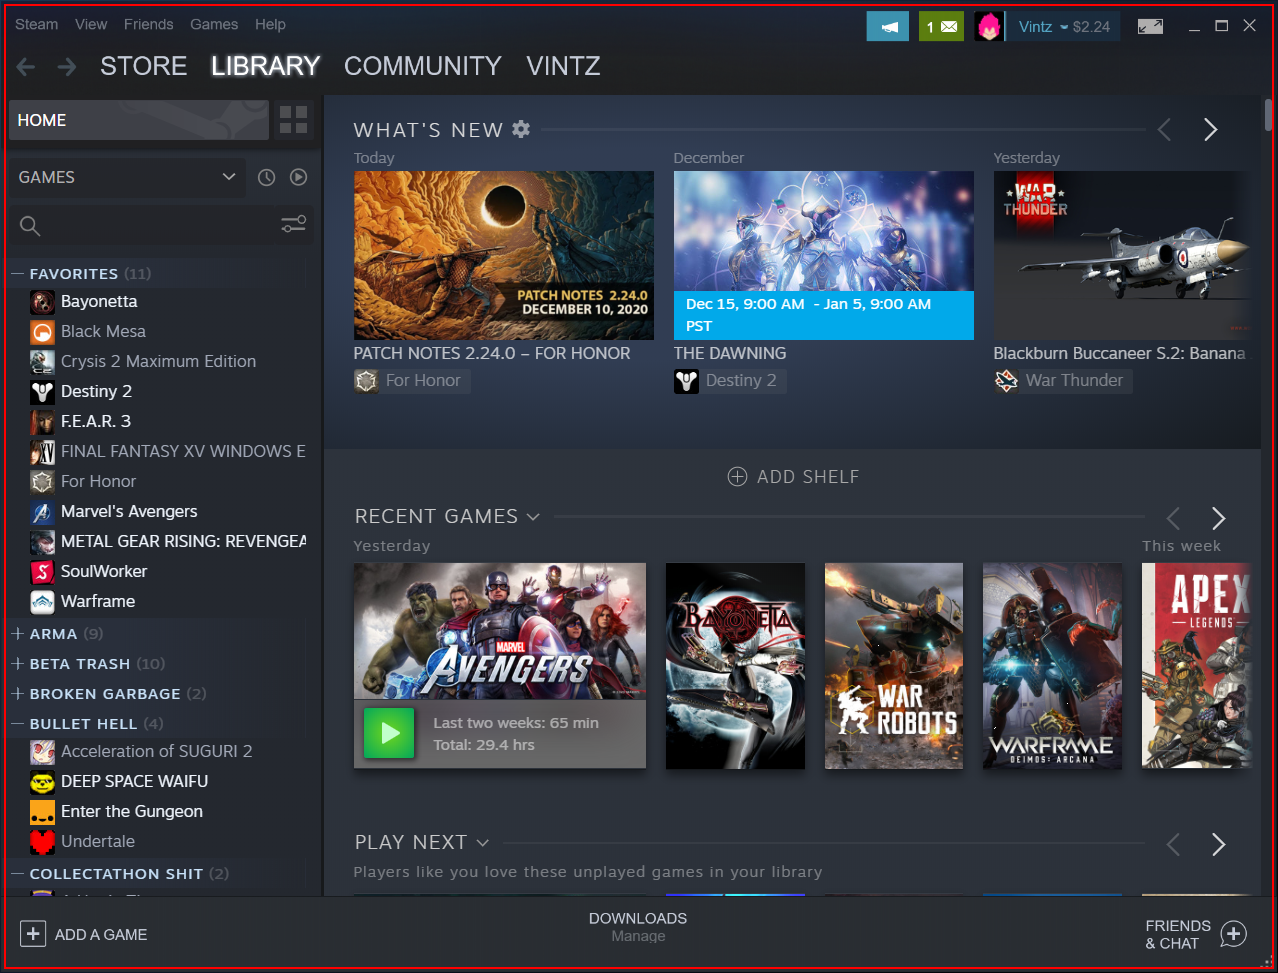 Steam View Friends Games Help
1
Vintz $2.24
STORE LIBRARY COMMUNITY VINTZ
HOME
GAMES
FAVORITES (11)
Bayonetta
Black Mesa
Crysis 2 Maximum Edition
Destiny 2
F.E.A.R. 3
FINAL FANTASY XV WINDOWS E
For Honor
Marvel's Avengers
METAL GEAR RISING: REVENGEA
SoulWorker
Warframe
ARMA (9)
BETA TRASH (10)
BROKEN GARBAGE (2)
BULLET HELL (4)
Acceleration of SUGURI 2
DEEP SPACE WAIFU
Enter the Gungeon
Undertale
COLLECTATHON SHIT (2)
WHAT'S NEW
Today
PATCH NOTES 2.24.0
DECEMBER 10, 2020
PATCH NOTES 2.24.0 – FOR HONOR
For Honor
December
Dec 15, 9:00 AM - Jan 5, 9:00 AM
PST
THE DAWNING
Destiny 2
Yesterday
WAR
THUNDER
Blackburn Buccaneer S.2: Banana
War Thunder
ADD SHELF
RECENT GAMES
Yesterday
This week
MARVEL
AVENGERS
Last two weeks: 65 min
Total: 29.4 hrs
BAYONETTA
WAR
ROBOTS
WARFRAME
DEIMOS: ARCANA
APEX
LEGENDS
PLAY NEXT
Players like you love these unplayed games in your library
ADD A GAME
DOWNLOADS
Manage
FRIENDS
& CHAT